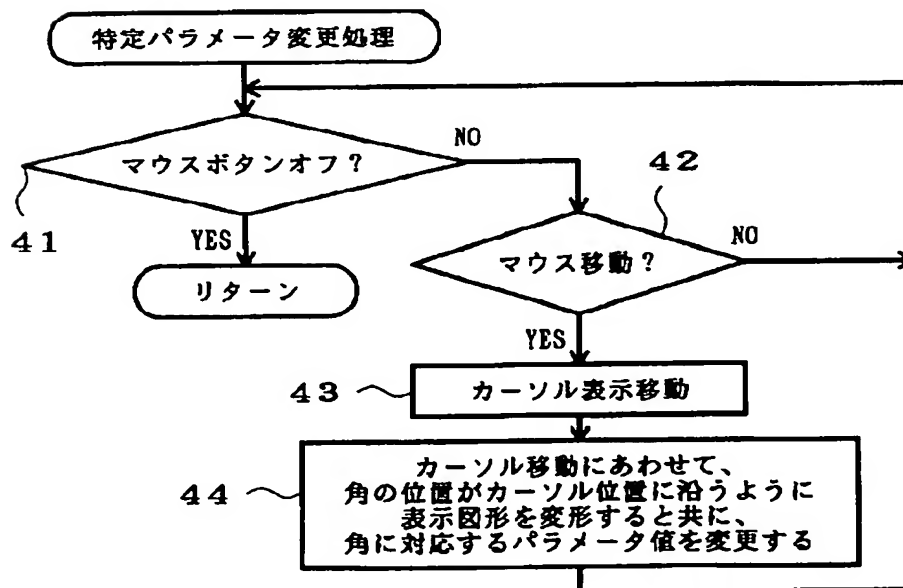 特定パラメータ変更処理
マウスボタンオフ？
NO
41
YES
リターン
42
マウス移動？
NO
YES
43
カーソル表示移動
44
カーソル移動にあわせて、
角の位置がカーソル位置に沿うように
表示図形を変形すると共に、
角に対応するパラメータ値を変更する